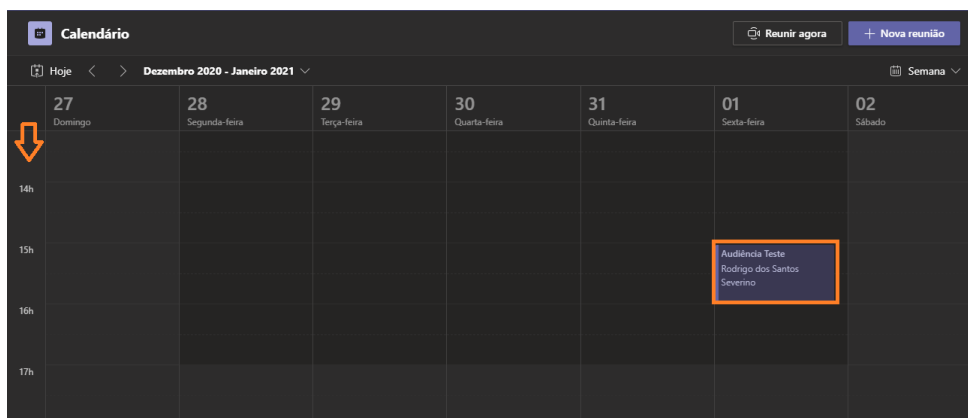 Calendário
Reunir agora
+ Nova reunião
Hoje
Dezembro 2020 - Janeiro 2021
Semana
27
Domingo
28
Segunda-feira
29
Terça-feira
30
Quarta-feira
31
Quinta-feira
01
Sexta-feira
02
Sábado
14h
15h
Audiência Teste
Rodrigo dos Santos
Severino
16h
17h